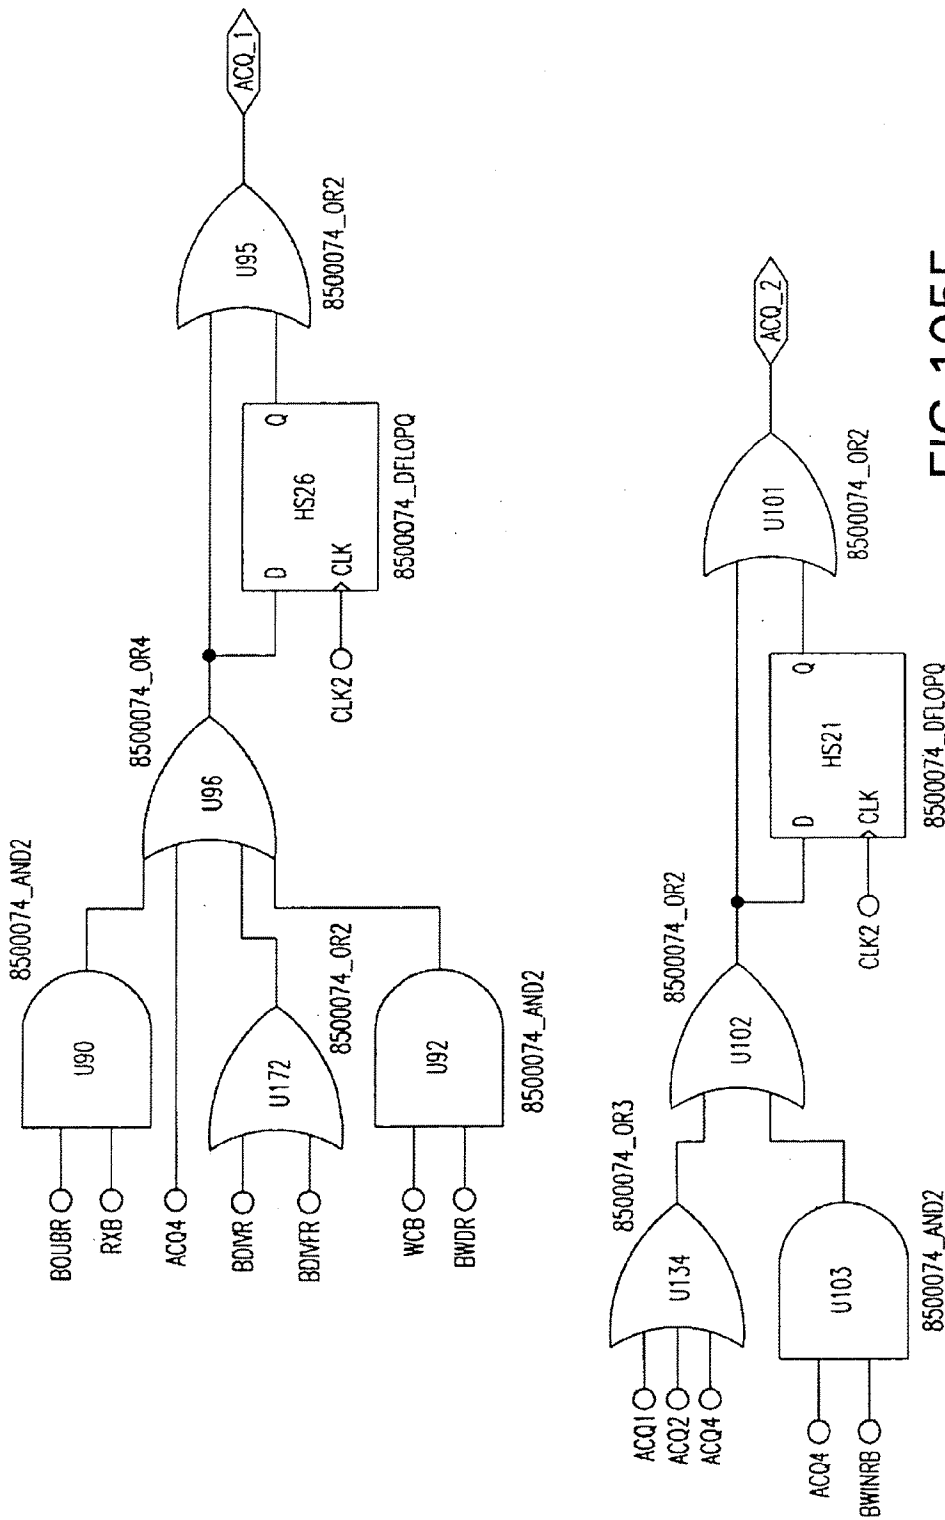 BOUBR
RXB
ACQ4
BDIVR
BDIVFR
WCB
BWDR
U90
8500074_AND2
U172
8500074_OR2
U92
8500074_AND2
U96
8500074_OR4
CLK2
D
CLK
HS26
Q
8500074_DFLOPQ
U95
8500074_OR2
ACQ_1
ACQ1
ACQ2
ACQ4
U134
8500074_OR3
ACQ4
BWINRB
U103
8500074_AND2
U102
8500074_OR2
CLK2
D
CLK
HS21
Q
8500074_DFLOPQ
U101
8500074_OR2
ACQ_2
FIG.